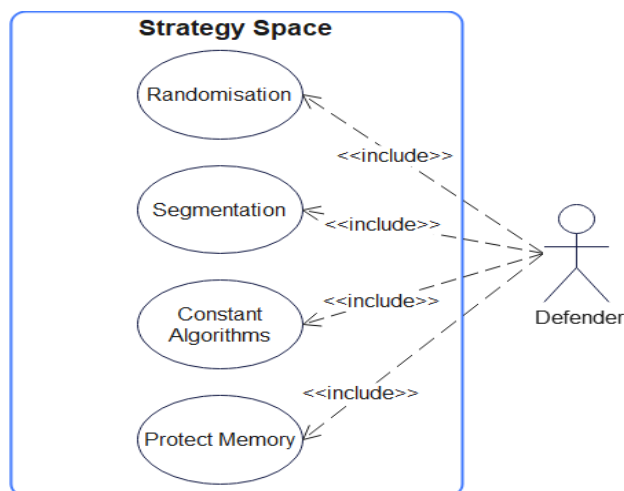 Strategy Space
Randomisation
<<include>>
Segmentation
<<include>>
Constant
Algorithms
<<include>>
Defender
<<include>>
Protect Memory